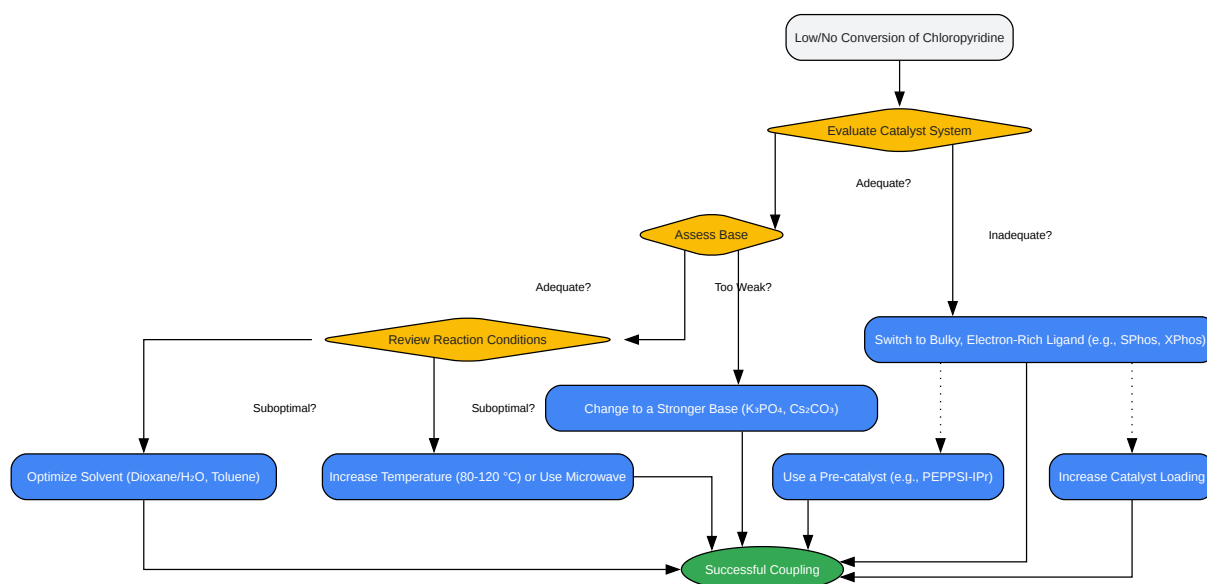 Low/No Conversion of Chloropyridine
Evaluate Catalyst System
Adequate?
Assess Base
Inadequate?
Adequate?
Too Weak?
Review Reaction Conditions
Switch to Bulky, Electron-Rich Ligand (e.g., SPhos, XPhos)
Suboptimal?
Suboptimal?
Change to a Stronger Base (K₃PO₄, Cs₂CO₃)
Optimize Solvent (Dioxane/H₂O, Toluene)
Increase Temperature (80-120 °C) or Use Microwave
Use a Pre-catalyst (e.g., PEPPSI-IPr)
Increase Catalyst Loading
Successful Coupling